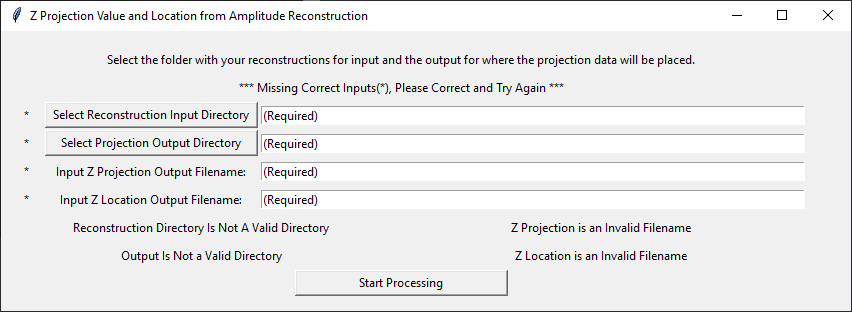 Z Projection Value and Location from Amplitude Reconstruction
Select the folder with your reconstructions for input and the output for where the projection data will be placed.
*** Missing Correct Inputs(*), Please Correct and Try Again ***
* Select Reconstruction Input Directory (Required)
* Select Projection Output Directory (Required)
* Input Z Projection Output Filename: (Required)
* Input Z Location Output Filename: (Required)
Reconstruction Directory Is Not A Valid Directory Z Projection is an Invalid Filename
Output Is Not a Valid Directory Z Location is an Invalid Filename
Start Processing